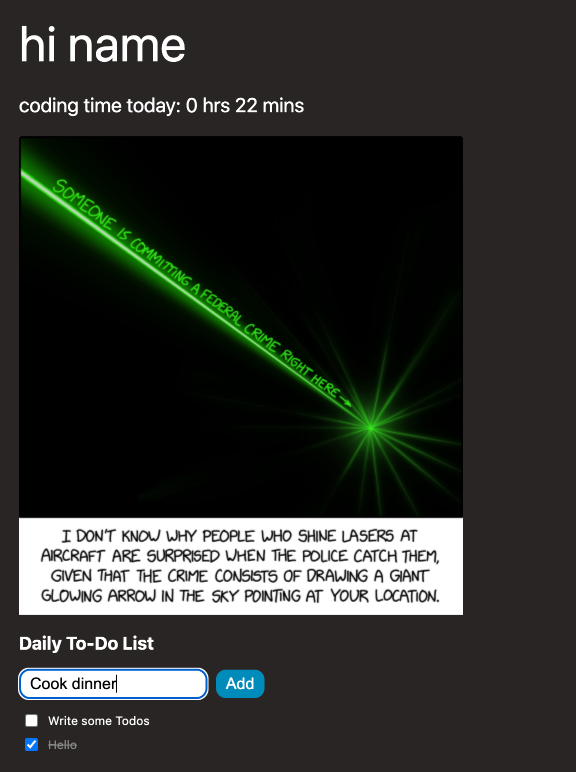 hi name
coding time today: 0 hrs 22 mins
SOMEONE IS COMMITTING A FEDERAL CRIME RIGHT HERE→
I DON'T KNOW WHY PEOPLE WHO SHINE LASERS AT
AIRCRAFT ARE SURPRISED WHEN THE POLICE CATCH THEM,
GIVEN THAT THE CRIME CONSISTS OF DRAWING A GIANT
GLOWING ARROW IN THE SKY POINTING AT YOUR LOCATION.
Daily To-Do List
Cook dinner
Add
Write some Todos
Hello